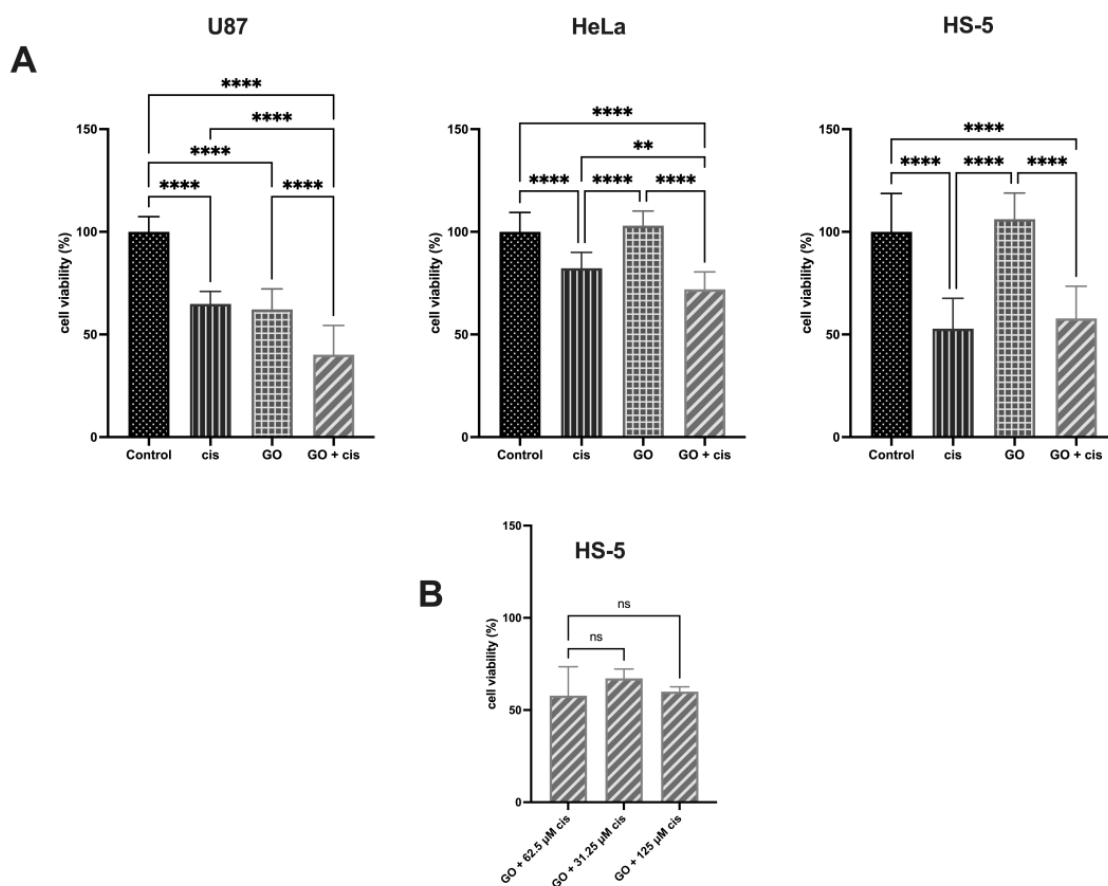 U87
HeLa
HS-5
A
****
****
****
****
****
cell viability (%)
150
100
50
0
Control
cis
GO
GO + cis
****
**
****
****
****
cell viability (%)
150
100
50
0
Control
cis
GO
GO + cis
****
****
****
****
cell viability (%)
150
100
50
0
Control
cis
GO
GO + cis
B
HS-5
ns
ns
cell viability (%)
150
100
50
0
GO + 62.5 µM cis
GO + 31.25 µM cis
GO + 125 µM cis